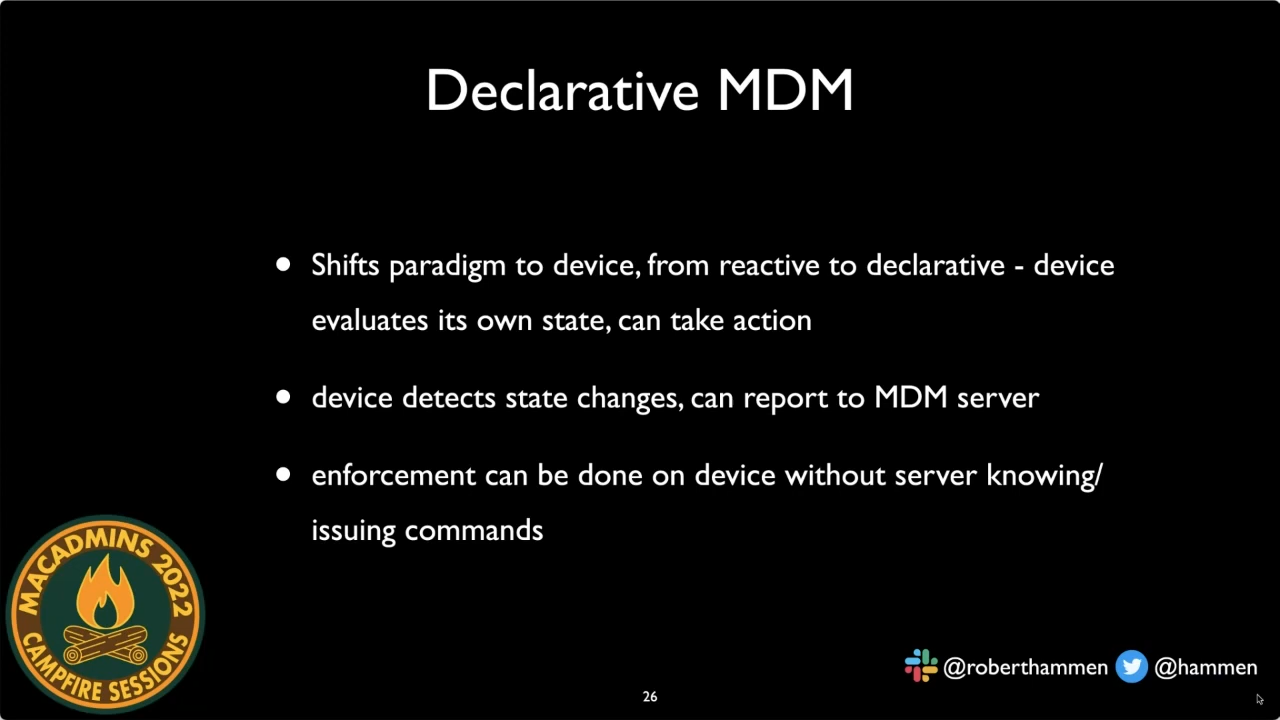 Declarative MDM
• Shifts paradigm to device, from reactive to declarative - device
evaluates its own state, can take action
• device detects state changes, can report to MDM server
• enforcement can be done on device without server knowing/
issuing commands
MACADMINS 2022
CAMPFIRE SESSIONS
@roberthammen @hammen
26